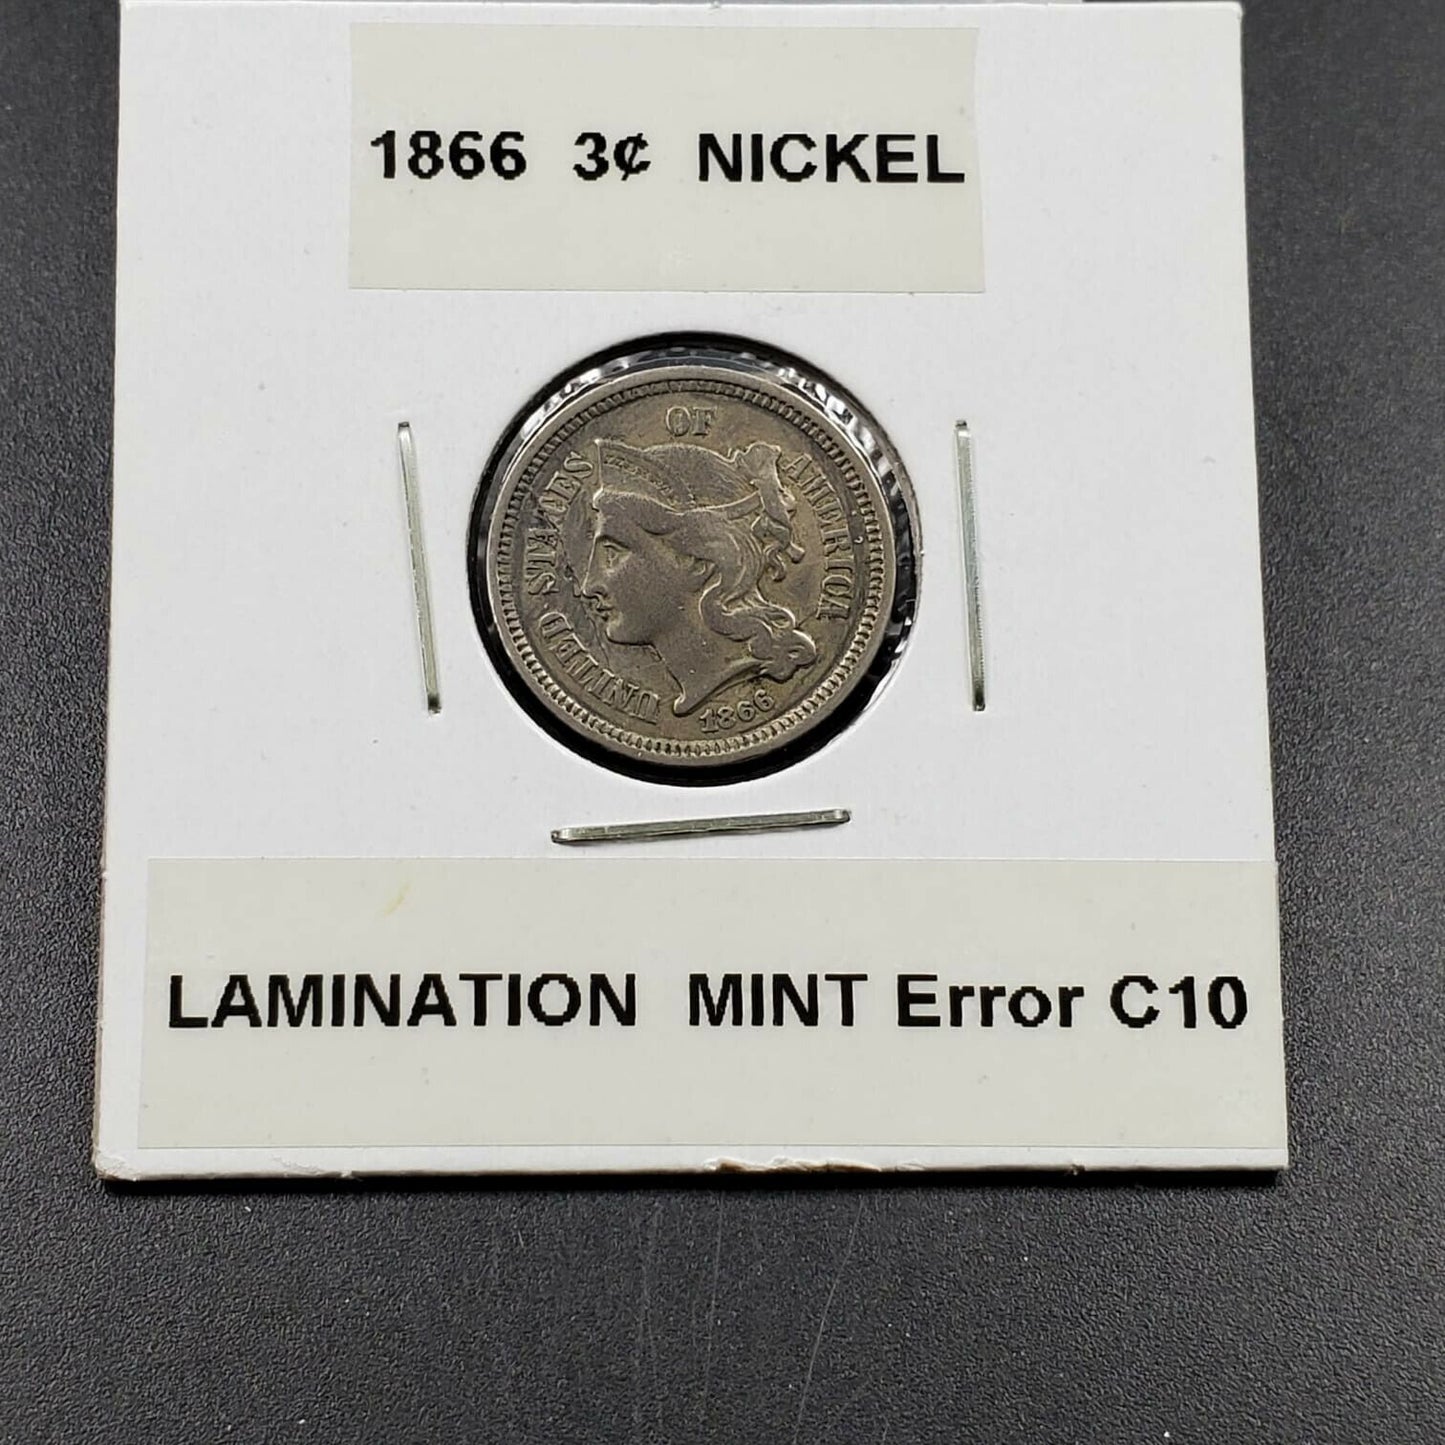 1866 3¢ NICKEL
UNITED STATES OF AMERICA
1866
LAMINATION MINT Error C10